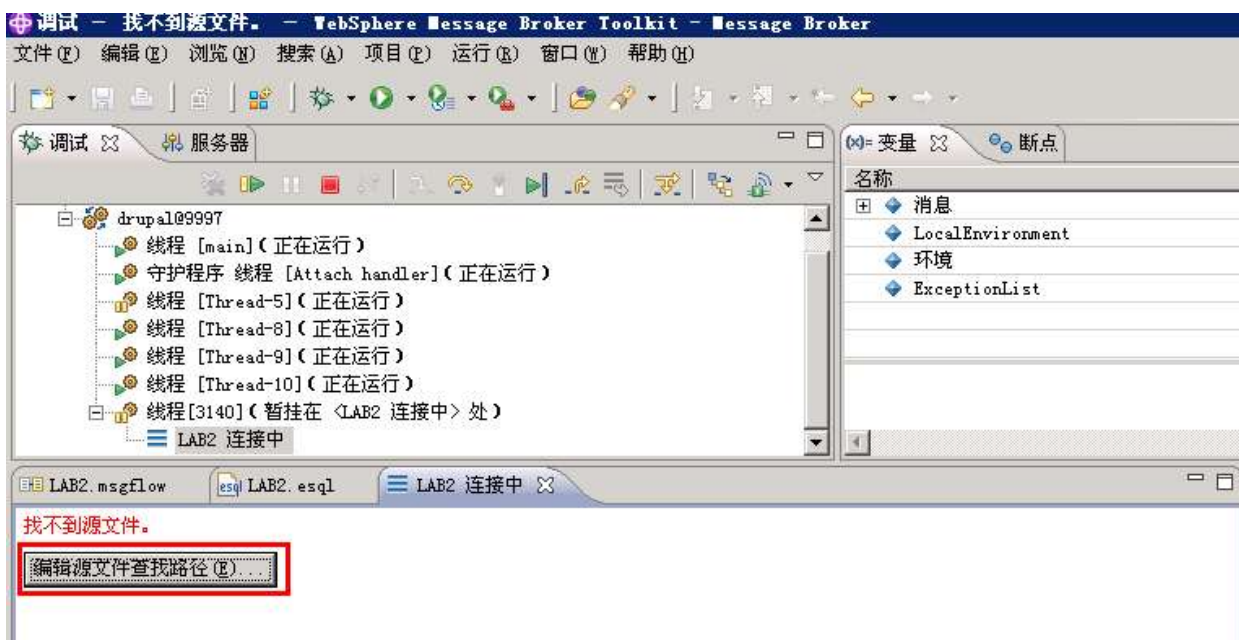 调试 - 找不到源文件。 - WebSphere Message Broker Toolkit - Message Broker
文件(F) 编辑(E) 浏览(N) 搜索(A) 项目(P) 运行(R) 窗口(W) 帮助(H)
调试 服务器
(x)= 变量 断点
名称
消息
LocalEnvironment
环境
ExceptionList
drupal@9997
线程 [main](正在运行)
守护程序 线程 [Attach handler](正在运行)
线程 [Thread-5](正在运行)
线程 [Thread-8](正在运行)
线程 [Thread-9](正在运行)
线程 [Thread-10](正在运行)
线程[3140](暂挂在 <LAB2 连接中> 处)
LAB2 连接中
LAB2.msgflow esql LAB2.esql LAB2 连接中
找不到源文件。
编辑源文件查找路径(E)...